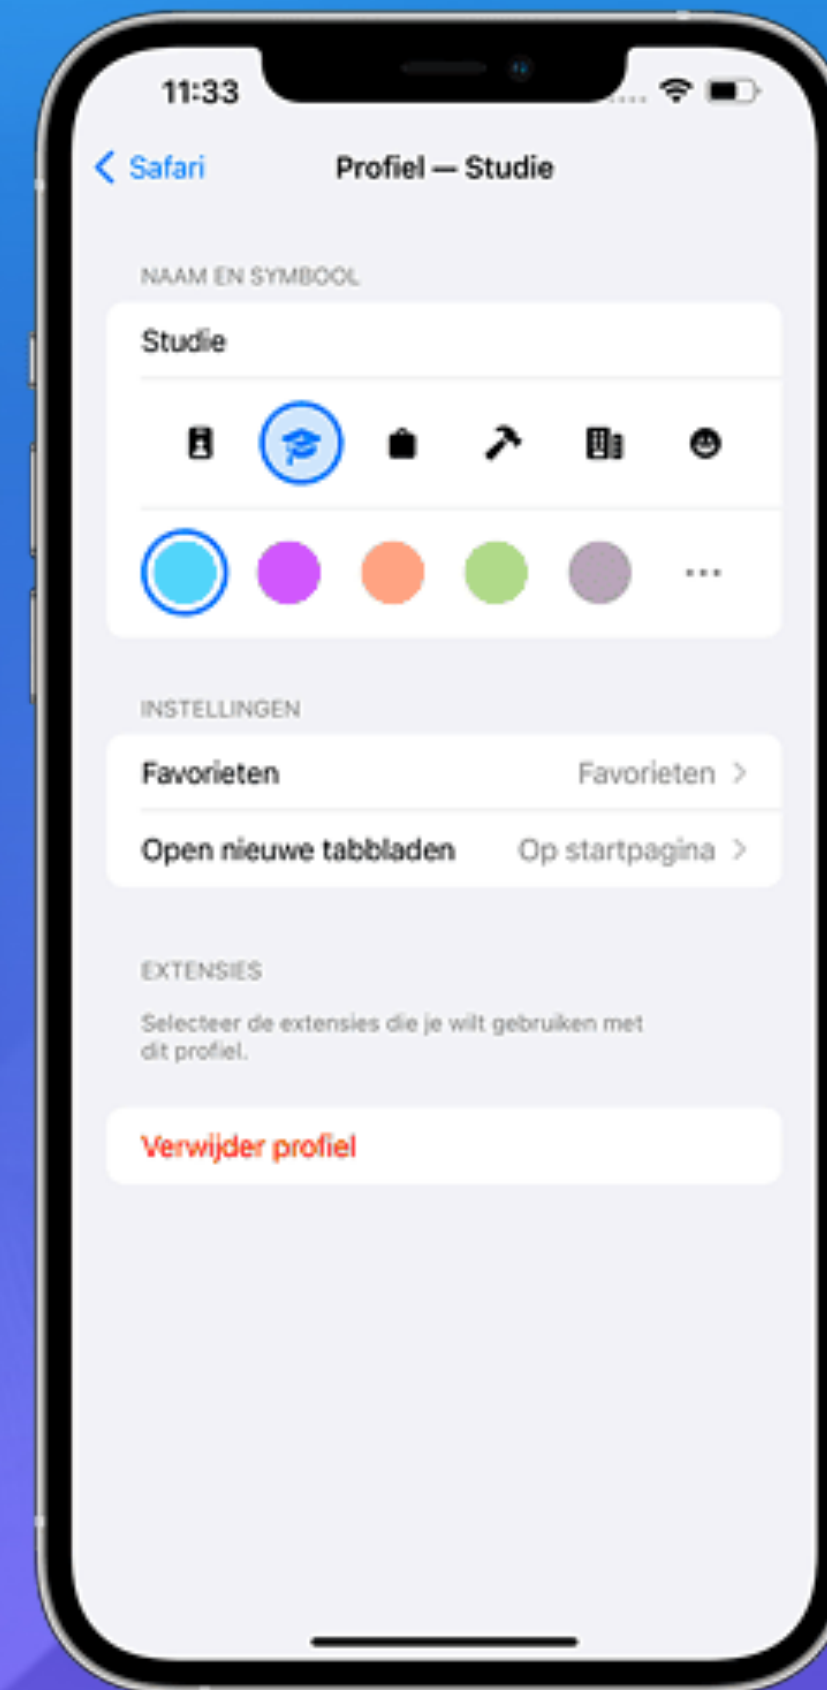 11:33
Safari
Profiel — Studie
NAAM EN SYMBOOL
Studie
INSTELLINGEN
Favorieten Favorieten
Open nieuwe tabbladen Op startpagina
EXTENSIES
Selecteer de extensies die je wilt gebruiken met
dit profiel.
Verwijder profiel